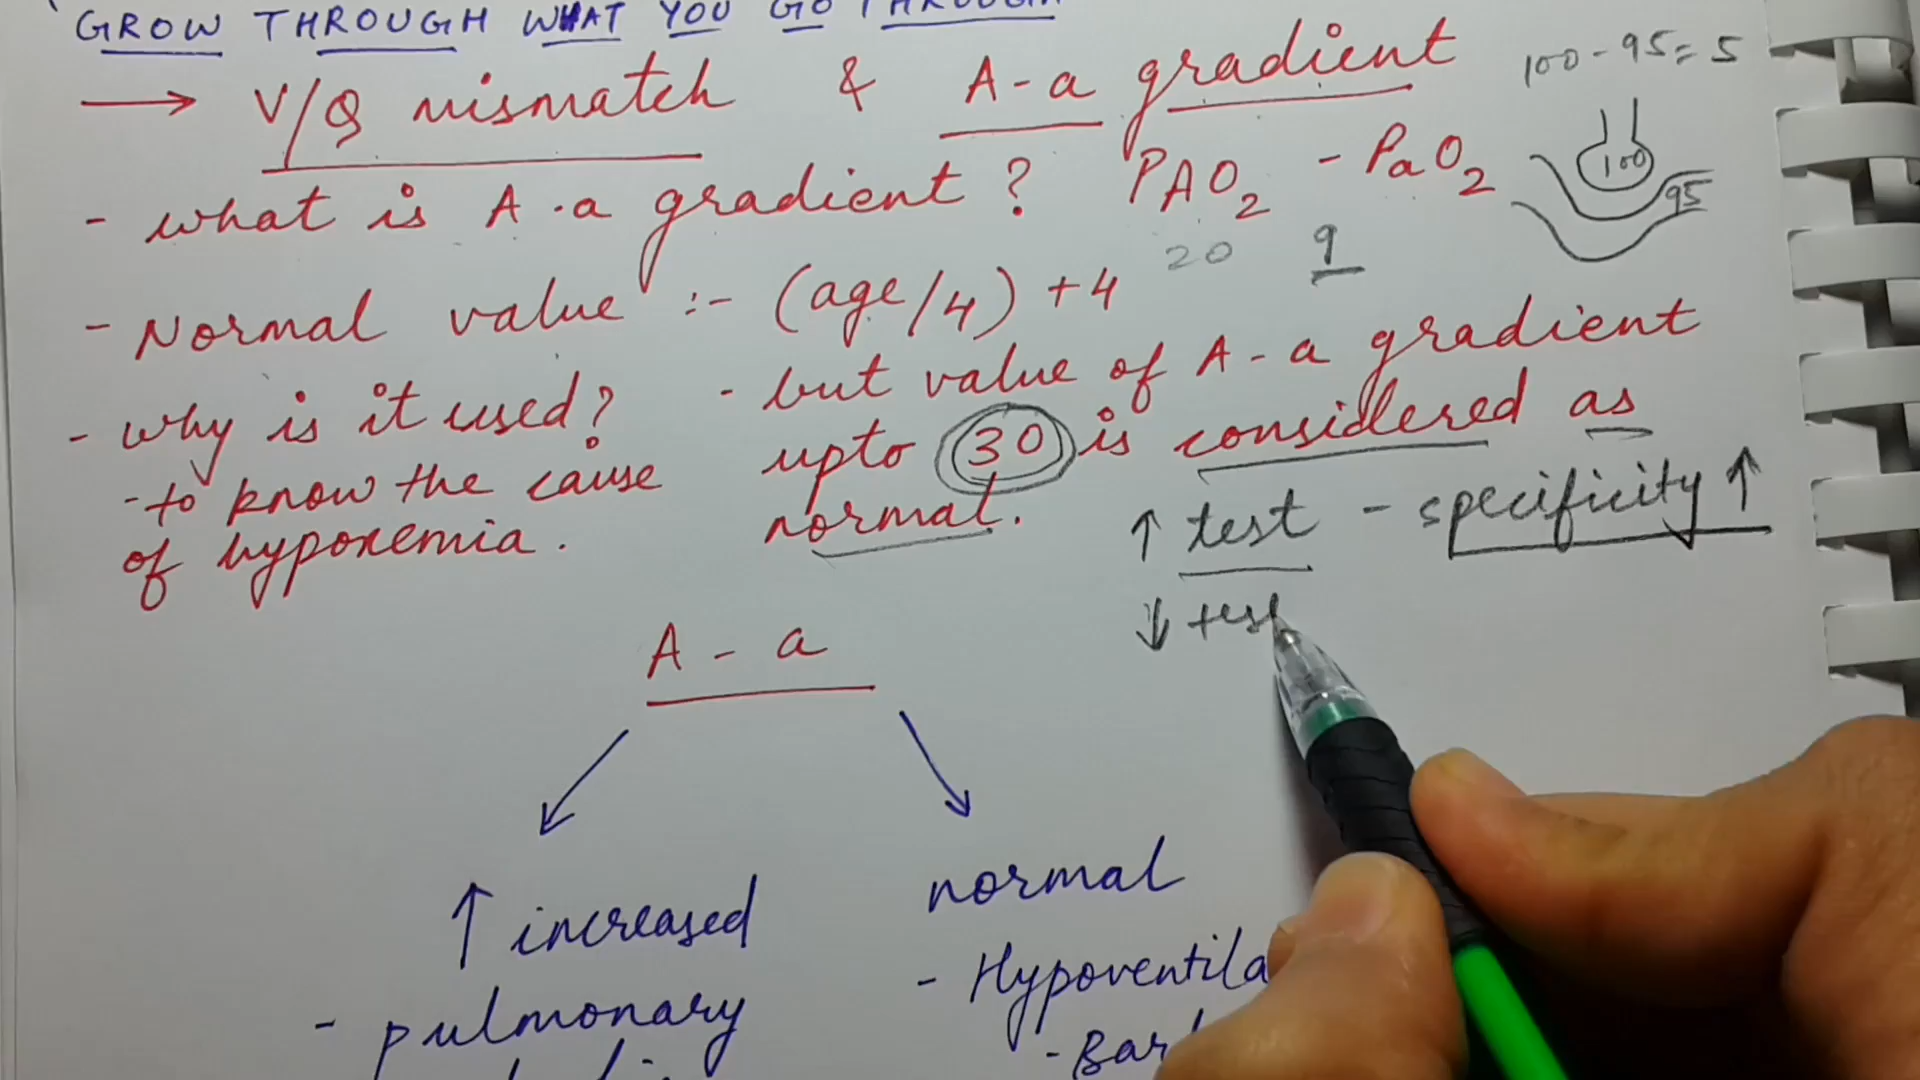 GROW THROUGH WHAT YOU GO THROUGH
→ V/Q mismatch & A-a gradient
100-95=5
100
95
- what is A.a gradient? PAO2 - PaO2
20 9
- Normal value :- (age/4) +4
- why is it used?
- to know the cause
of hypoxemia.
- but value of A-a gradient
upto 30 is considered as
normal.
↑ test - specificity ↑
↓ test
A - a
↑ increased
- pulmonary
normal
- Hypoventila